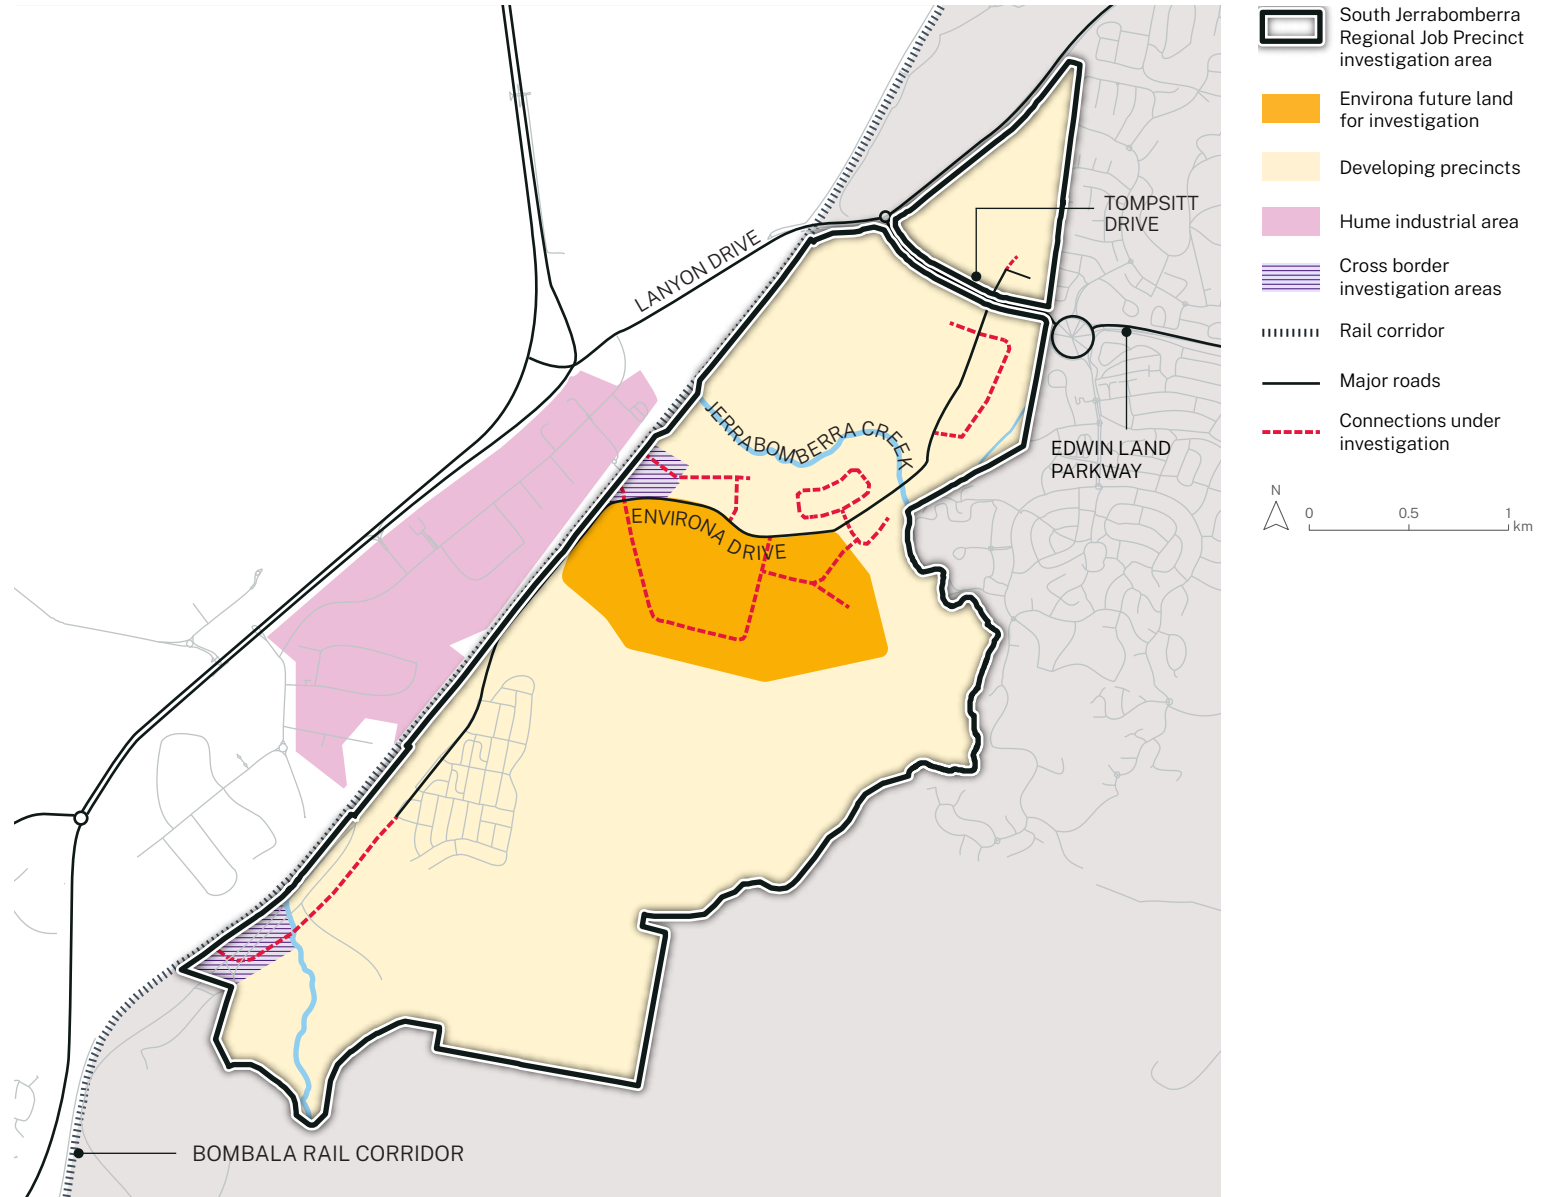 South Jerrabomberra
Regional Job Precinct
investigation area
Environa future land
for investigation
Developing precincts
Hume industrial area
Cross border
investigation areas
Rail corridor
Major roads
Connections under
investigation
N
0 0.5 1
km
TOMPSITT
DRIVE
LANYON DRIVE
JERRABOMBERRA CREEK
EDWIN LAND
PARKWAY
ENVIRONA DRIVE
BOMBALA RAIL CORRIDOR